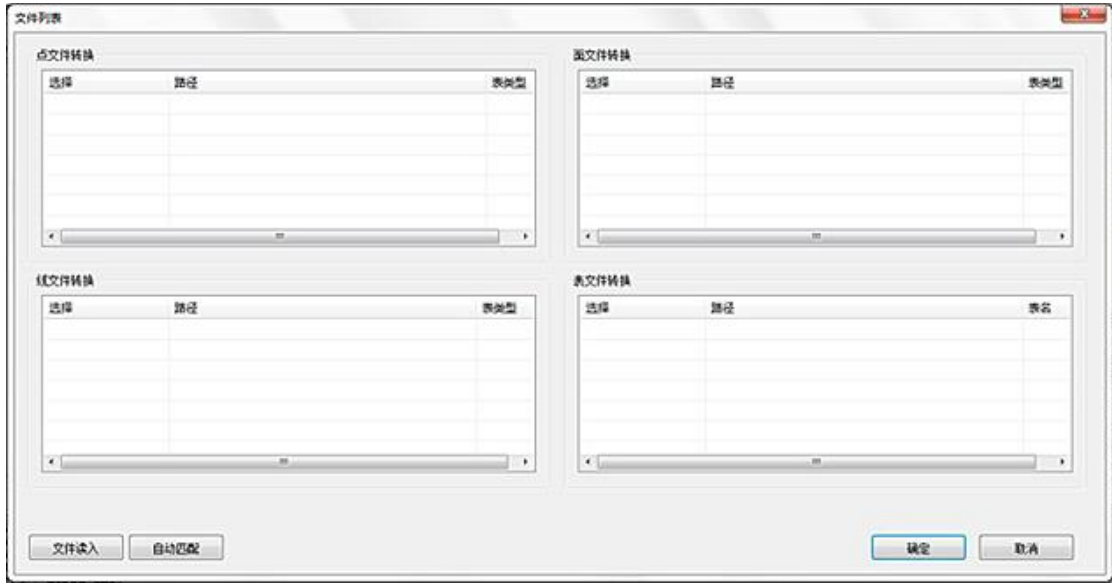 文件列表
点文件转换
选择 路径 表类型
面文件转换
选择 路径 表类型
线文件转换
选择 路径 表类型
表文件转换
选择 路径 表名
文件读入 自动匹配 确定 取消